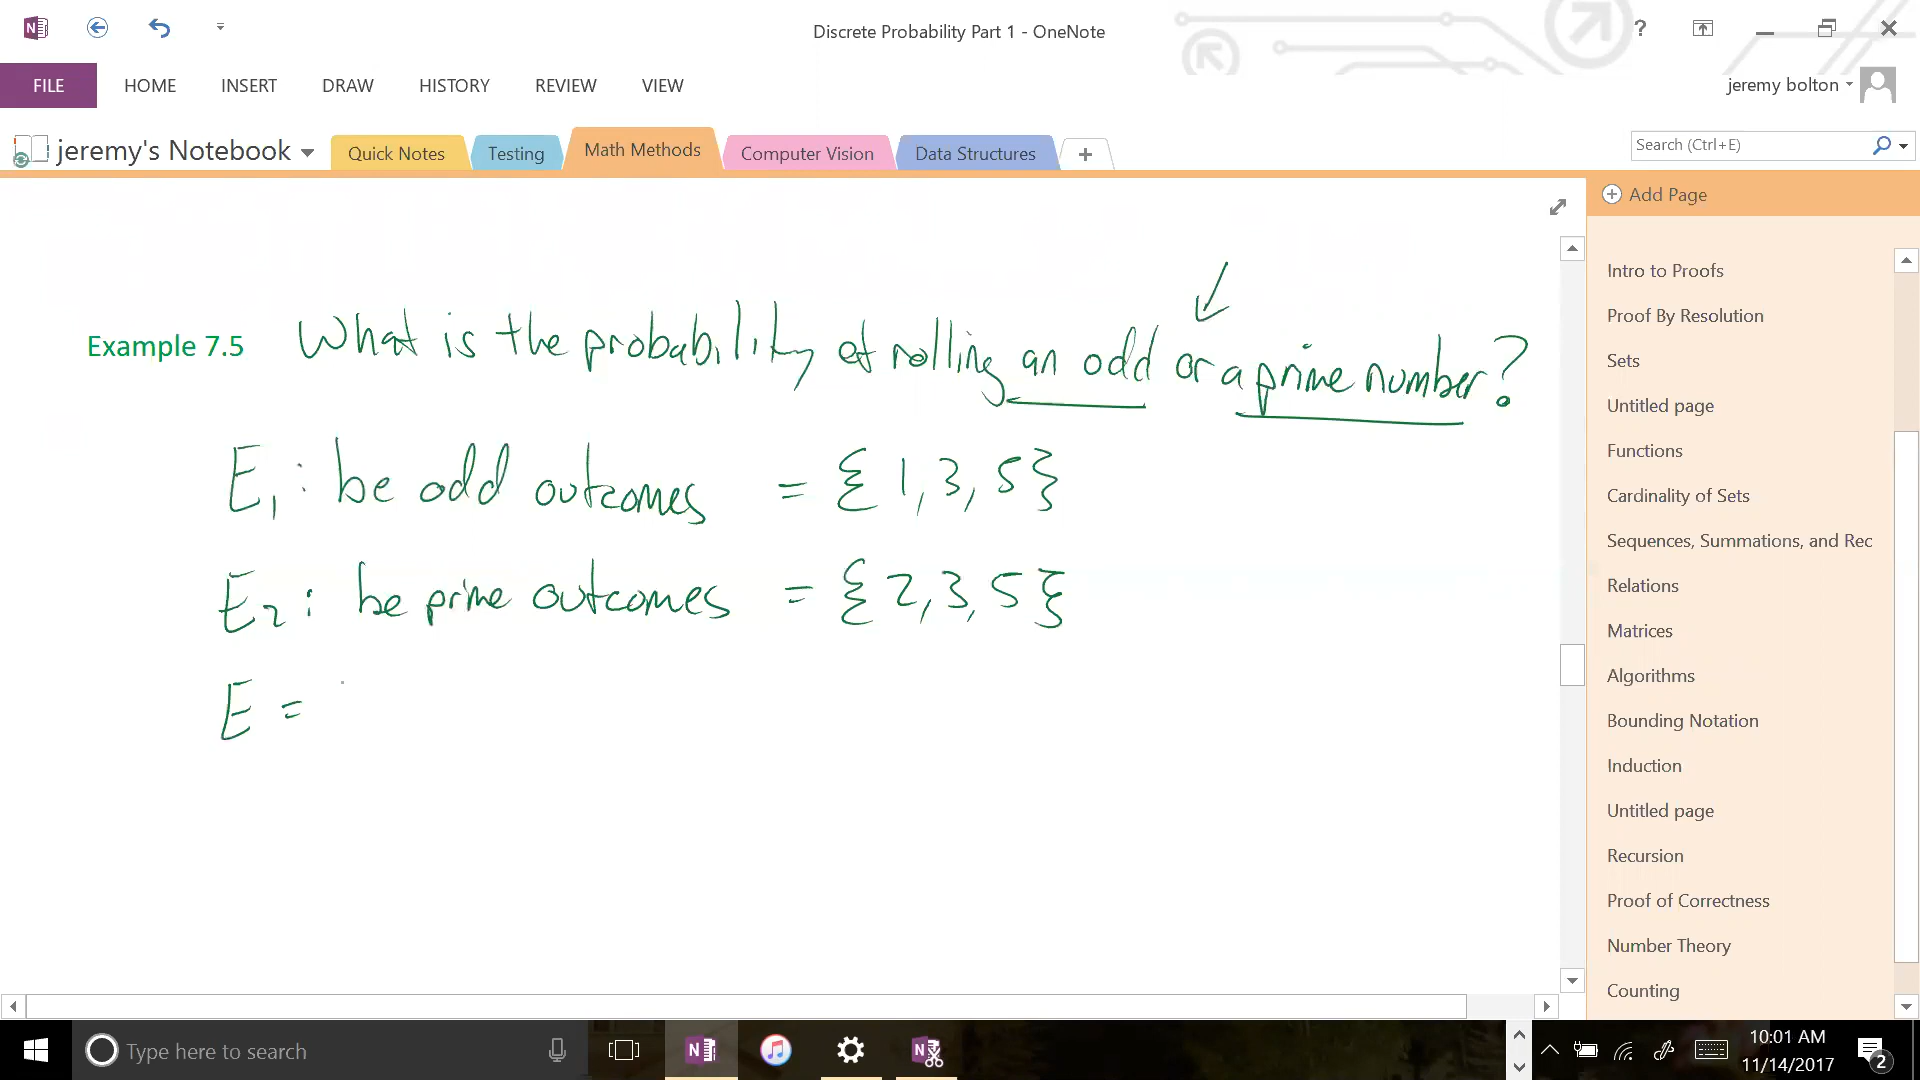 Discrete Probability Part 1 - OneNote
?
FILE HOME INSERT DRAW HISTORY REVIEW VIEW
jeremy bolton
jeremy's Notebook Quick Notes Testing Math Methods Computer Vision Data Structures +
Search (Ctrl+E)
Add Page
Example 7.5 What is the probability of rolling an odd or a prime number?
E1 : be odd outcomes = {1, 3, 5}
E2 : be prime outcomes = {2, 3, 5}
E =
Intro to Proofs
Proof By Resolution
Sets
Untitled page
Functions
Cardinality of Sets
Sequences, Summations, and Rec
Relations
Matrices
Algorithms
Bounding Notation
Induction
Untitled page
Recursion
Proof of Correctness
Number Theory
Counting
Type here to search
10:01 AM
11/14/2017
2